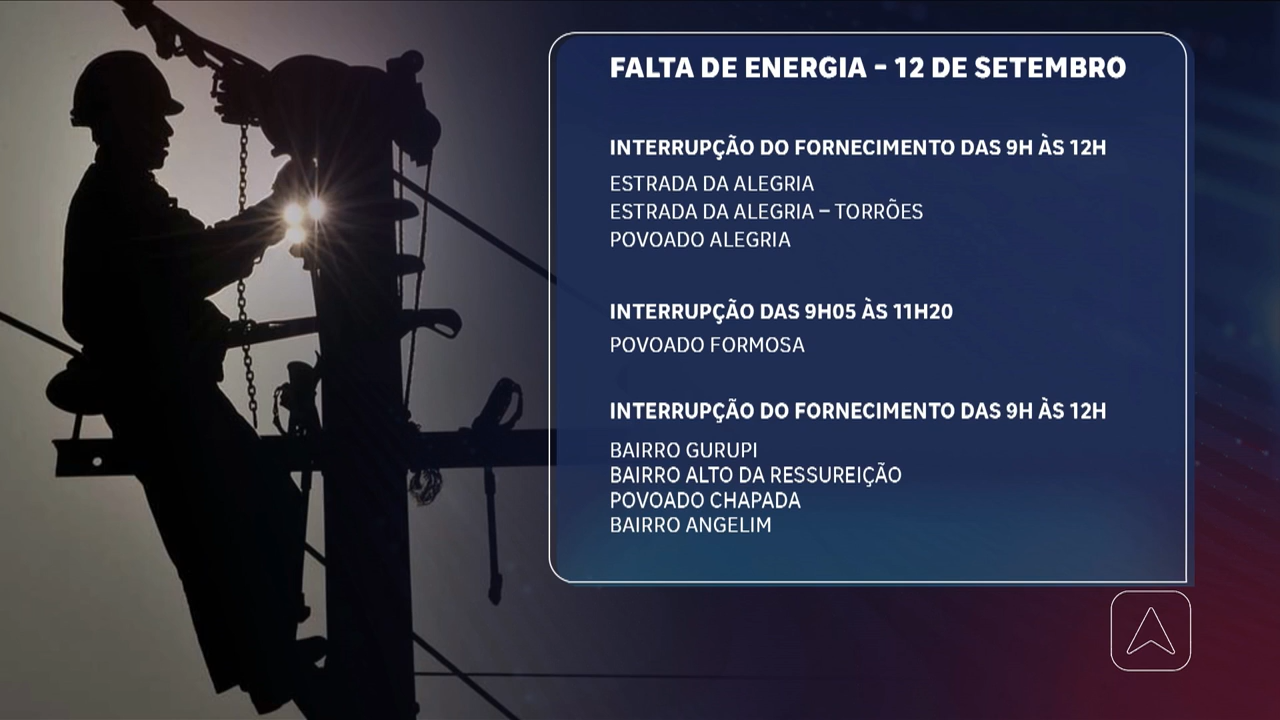 FALTA DE ENERGIA – 12 DE SETEMBRO
INTERRUPÇÃO DO FORNECIMENTO DAS 9H ÀS 12H
ESTRADA DA ALEGRIA
ESTRADA DA ALEGRIA – TORRÕES
POVOADO ALEGRIA
INTERRUPÇÃO DAS 9H05 ÀS 11H20
POVOADO FORMOSA
INTERRUPÇÃO DO FORNECIMENTO DAS 9H ÀS 12H
BAIRRO GURUPI
BAIRRO ALTO DA RESSUREIÇÃO
POVOADO CHAPADA
BAIRRO ANGELIM